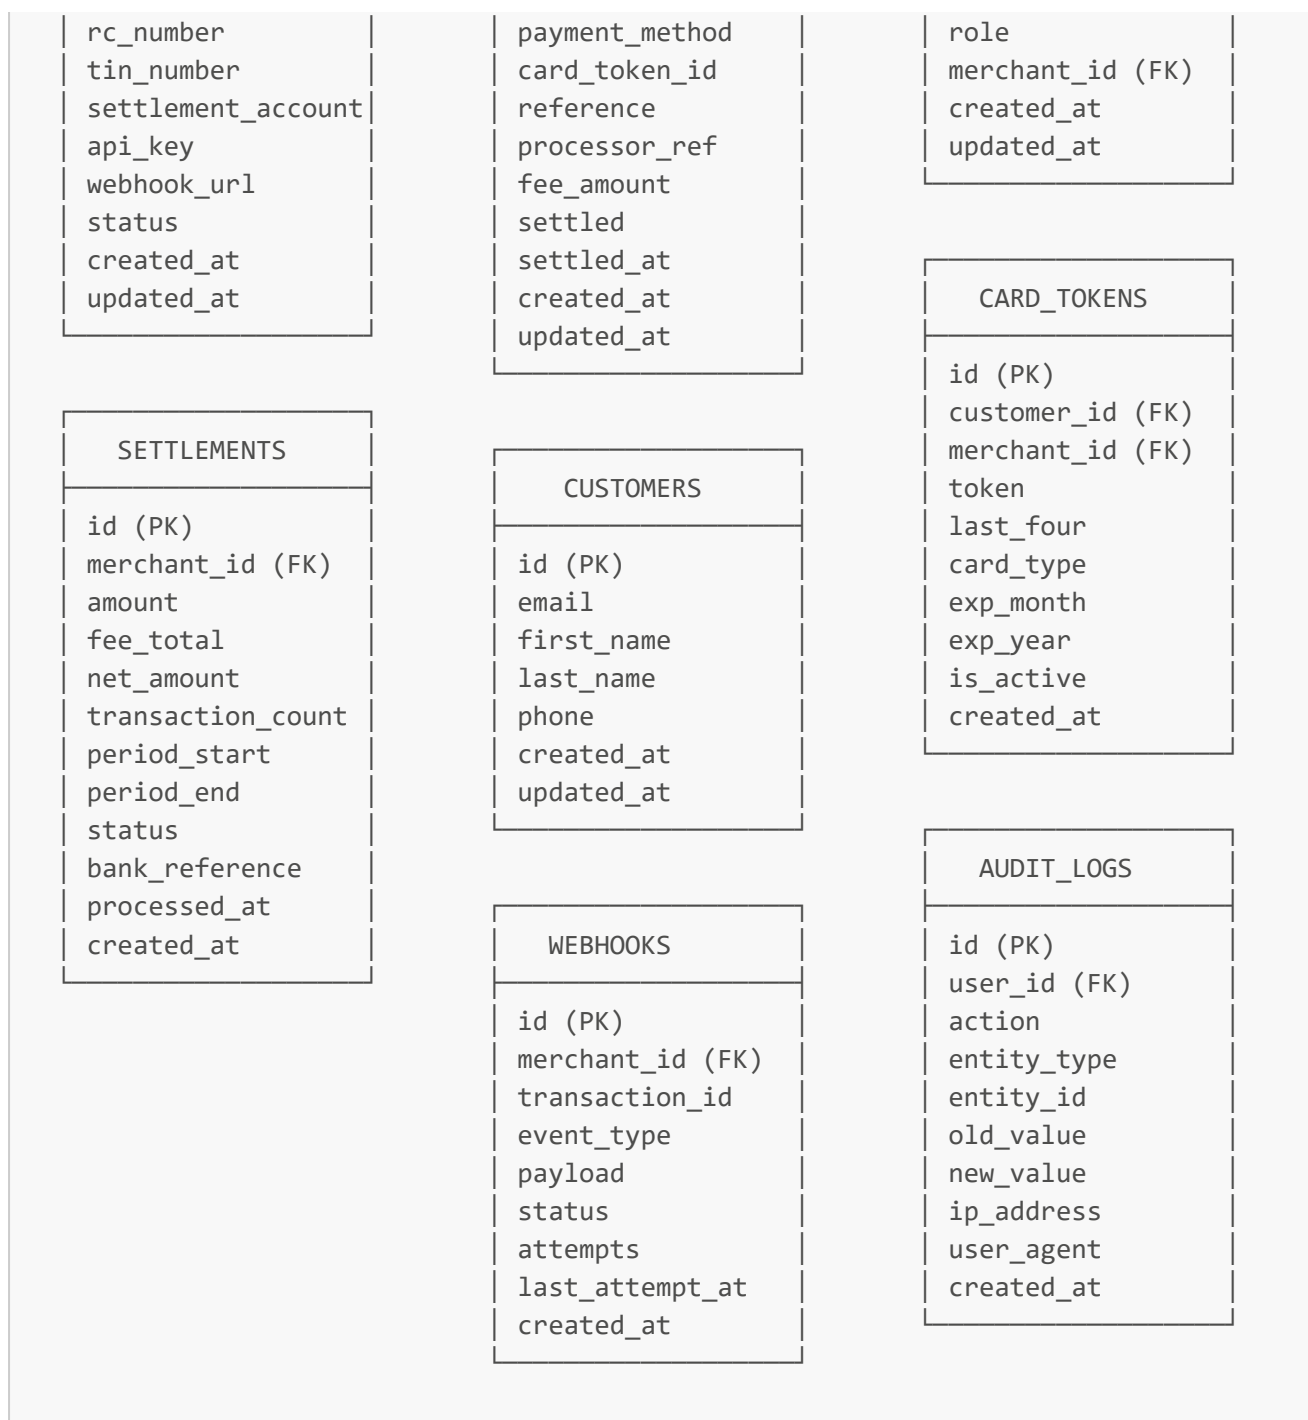 rc_number
tin_number
settlement_account
api_key
webhook_url
status
created_at
updated_at
SETTLEMENTS
id (PK)
merchant_id (FK)
amount
fee_total
net_amount
transaction_count
period_start
period_end
status
bank_reference
processed_at
created_at
payment_method
card_token_id
reference
processor_ref
fee_amount
settled
settled_at
created_at
updated_at
CUSTOMERS
id (PK)
email
first_name
last_name
phone
created_at
updated_at
WEBHOOKS
id (PK)
merchant_id (FK)
transaction_id
event_type
payload
status
attempts
last_attempt_at
created_at
role
merchant_id (FK)
created_at
updated_at
CARD_TOKENS
id (PK)
customer_id (FK)
merchant_id (FK)
token
last_four
card_type
exp_month
exp_year
is_active
created_at
AUDIT_LOGS
id (PK)
user_id (FK)
action
entity_type
entity_id
old_value
new_value
ip_address
user_agent
created_at